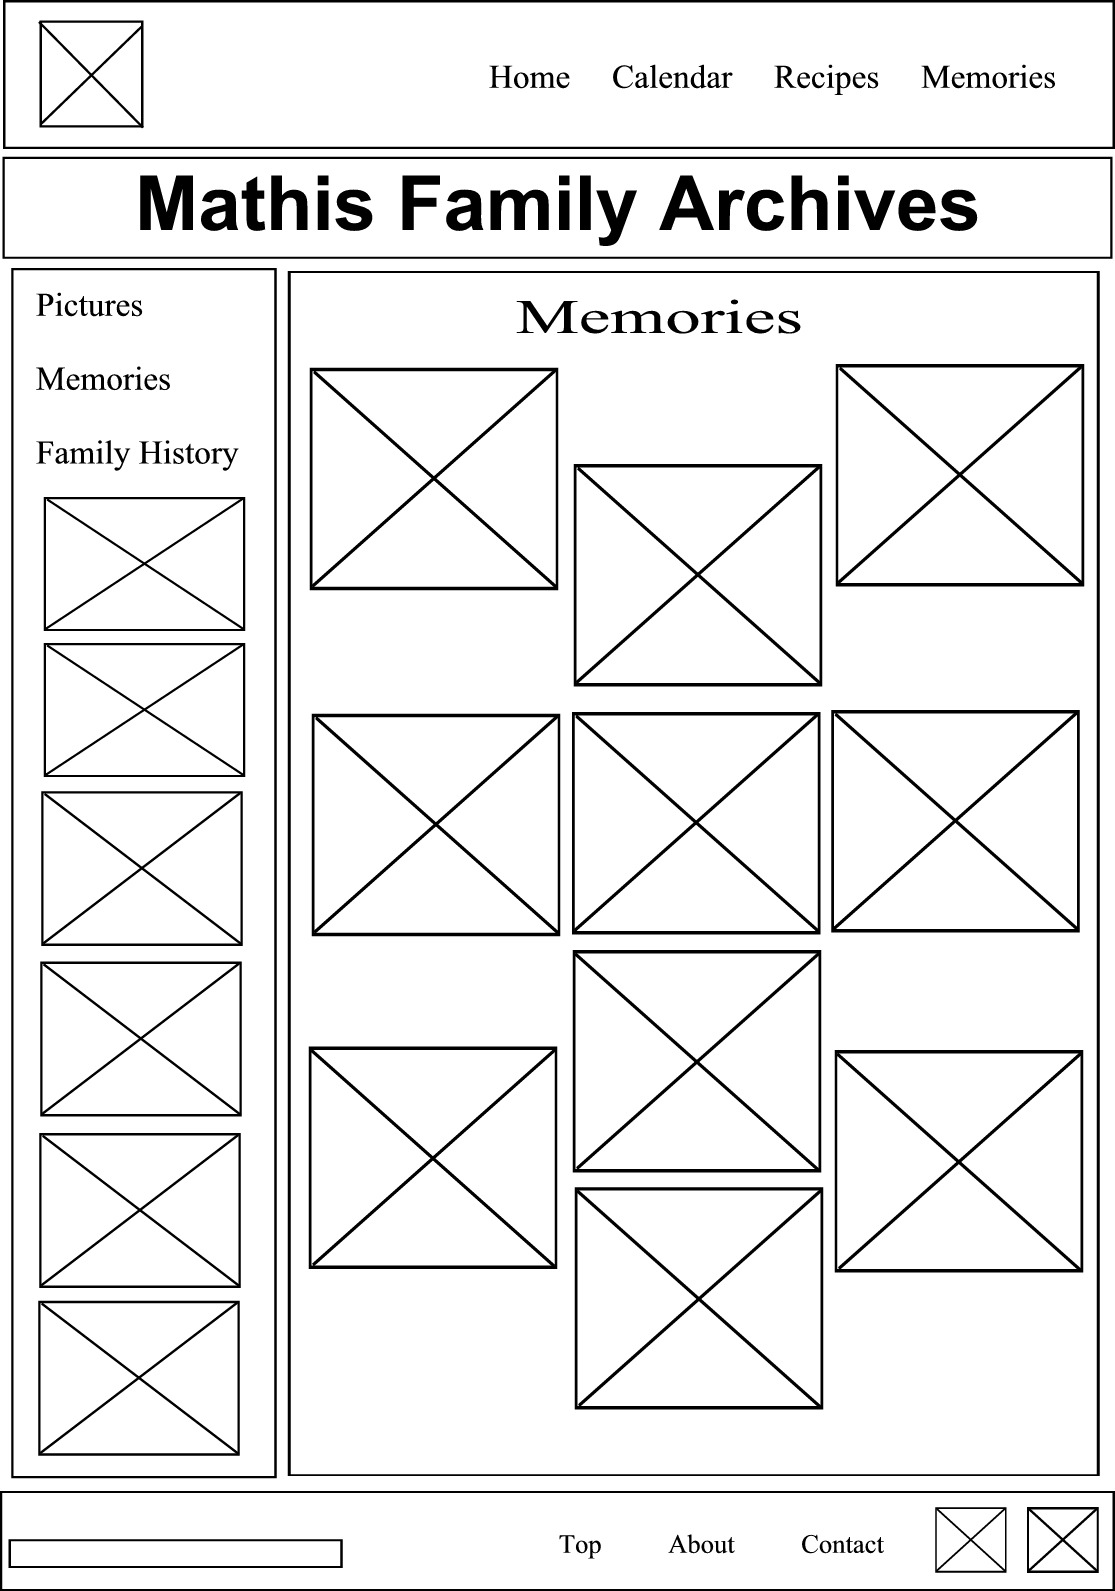 Home Calendar Recipes Memories
Mathis Family Archives
Pictures
Memories
Family History
Memories
Top About Contact